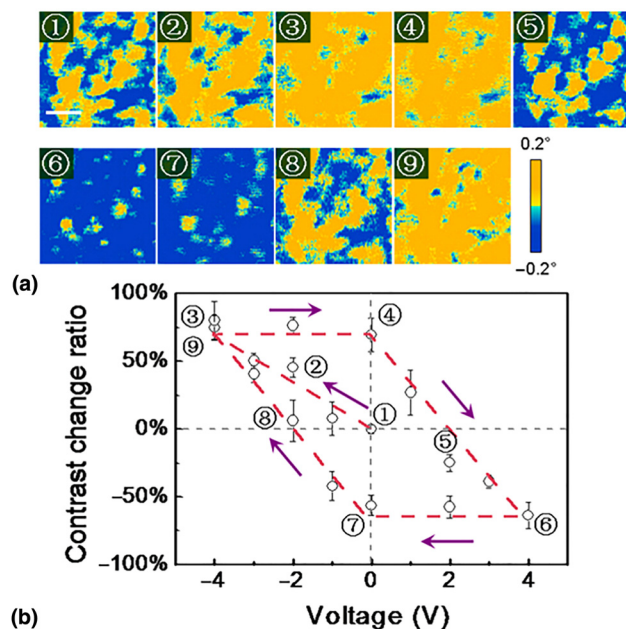 ① ② ③ ④ ⑤
⑥ ⑦ ⑧ ⑨
0.2°
−0.2°
(a)
100%
50%
0%
−50%
−100%
Contrast change ratio
③
⑨
④
②
①
⑧
⑤
⑦
⑥
−4 −2 0 2 4
Voltage (V)
(b)